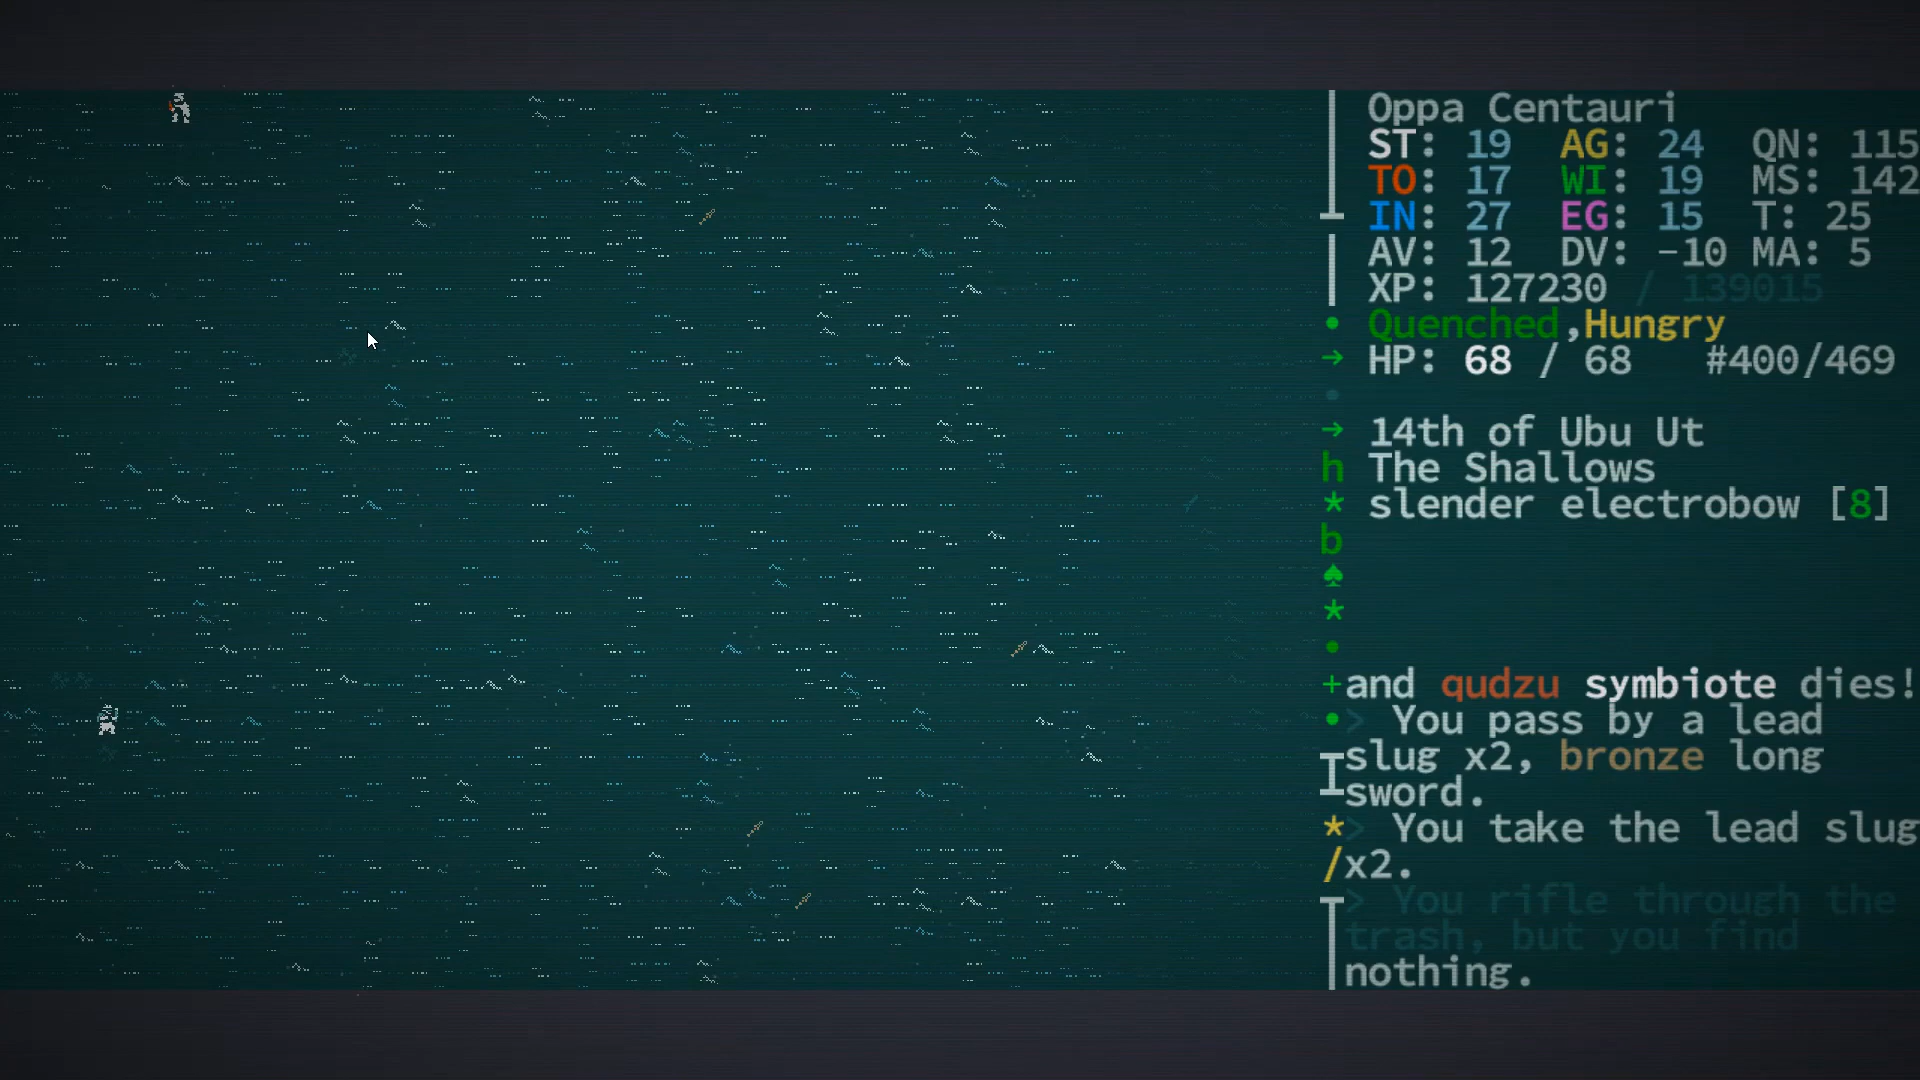 Oppa Centauri
ST: 19 AG: 24 QN: 115
TO: 17 WI: 19 MS: 142
IN: 27 EG: 15 T: 25
AV: 12 DV: -10 MA: 5
XP: 127230 / 139015
Quenched,Hungry
HP: 68 / 68 #400/469
14th of Ubu Ut
h The Shallows
* slender electrobow [8]
b
*
+and qudzu symbiote dies!
> You pass by a lead
slug x2, bronze long
sword.
*> You take the lead slug
/x2.
> You rifle through the
trash, but you find
nothing.